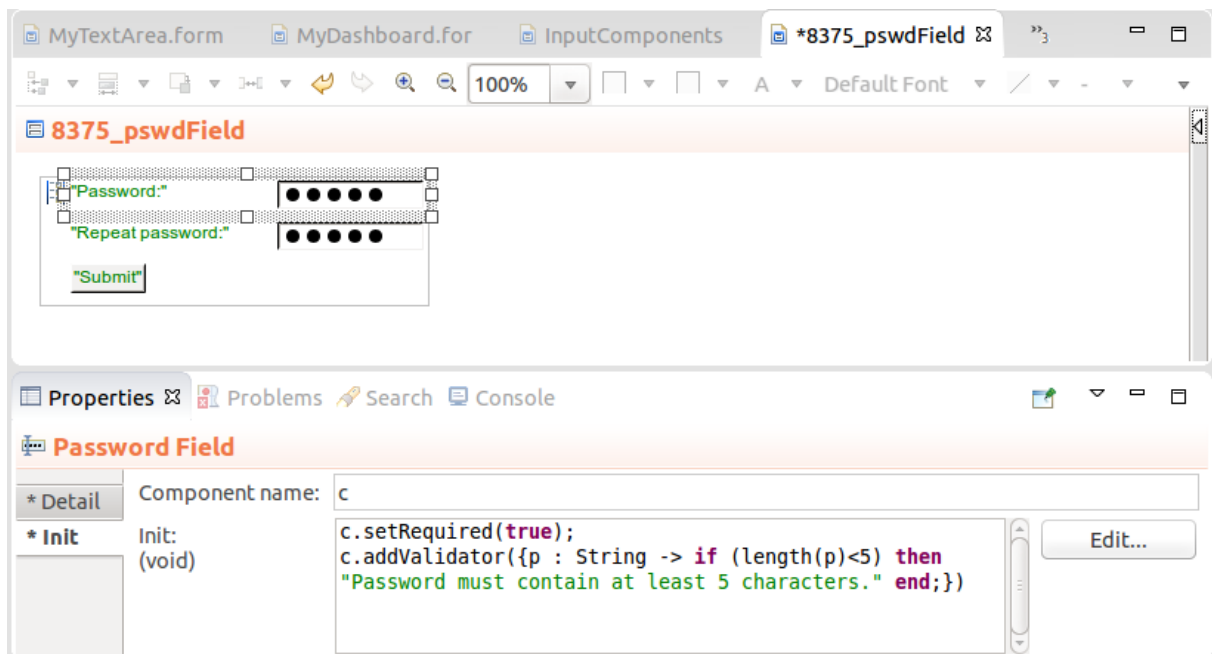 MyTextArea.form MyDashboard.for InputComponents *8375_pswdField »3
100% A Default Font -
8375_pswdField
"Password:"
"Repeat password:"
"Submit"
Properties Problems Search Console
Password Field
* Detail Component name: c
* Init Init: c.setRequired(true); Edit...
(void) c.addValidator({p : String -> if (length(p)<5) then
"Password must contain at least 5 characters." end;})